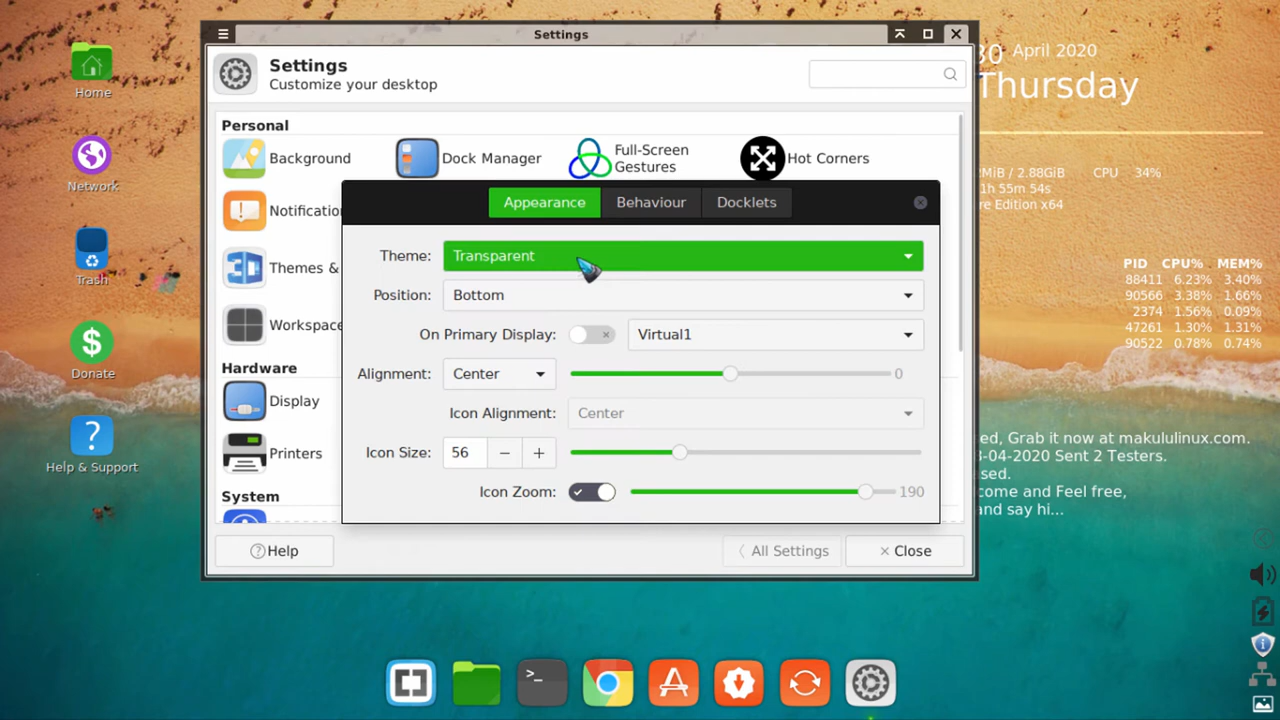 Settings
Settings
Customize your desktop
Personal
Background
Dock Manager
Full-Screen
Gestures
Hot Corners
Themes &
Hardware
Display
Printers
System
Help
All Settings
Close
Appearance
Behaviour
Docklets
Theme:
Transparent
Position:
Bottom
On Primary Display:
Virtual1
Alignment:
Center
0
Icon Alignment:
Center
Icon Size:
56
Icon Zoom:
190
Home
Network
Trash
Donate
Help & Support
30 April 2020
Thursday
/ 2.88GiB CPU 34%
1h 55m 54s
Edition x64
PID CPU% MEM%
88411 6.23% 3.40%
90566 3.38% 1.66%
2374 1.56% 0.09%
47261 1.30% 1.31%
90522 0.78% 0.74%
ed, Grab it now at makululinux.com.
-04-2020 Sent 2 Testers.
sed.
come and Feel free,
and say hi...